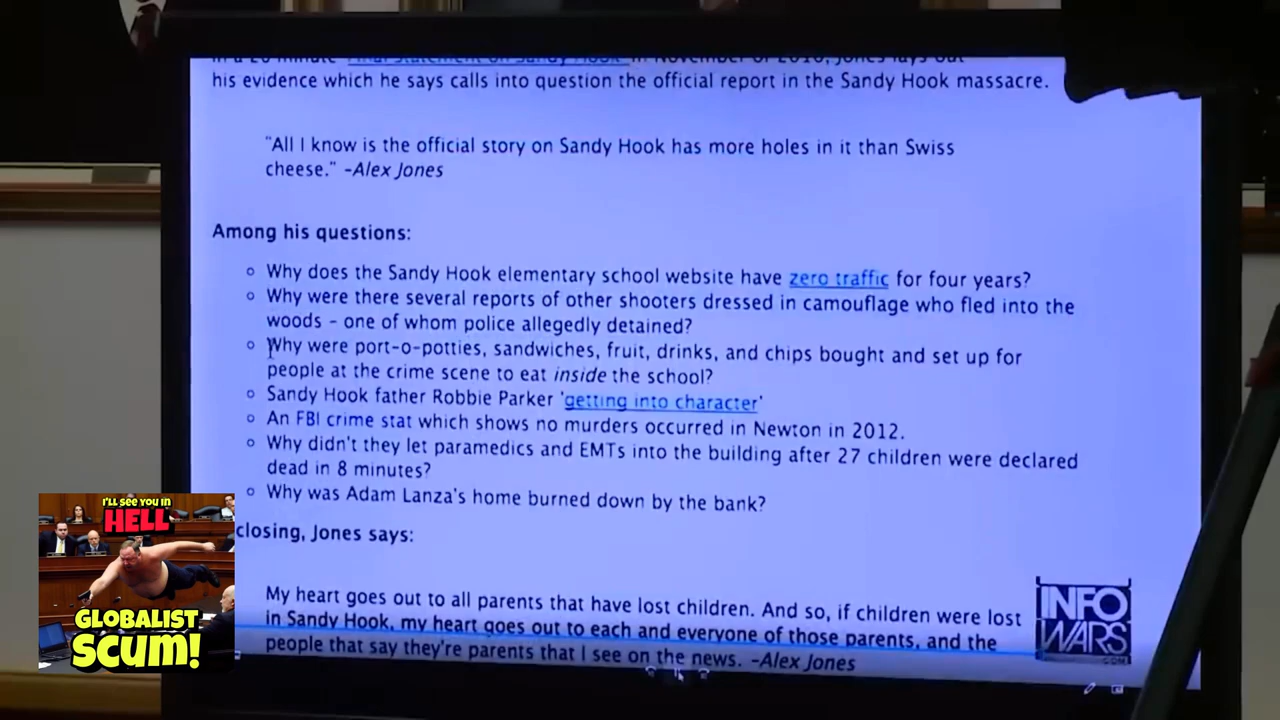 his evidence which he says calls into question the official report in the Sandy Hook massacre.
"All I know is the official story on Sandy Hook has more holes in it than Swiss
cheese." -Alex Jones
Among his questions:
Why does the Sandy Hook elementary school website have zero traffic for four years?
Why were there several reports of other shooters dressed in camouflage who fled into the
woods - one of whom police allegedly detained?
Why were port-o-potties, sandwiches, fruit, drinks, and chips bought and set up for
people at the crime scene to eat inside the school?
Sandy Hook father Robbie Parker 'getting into character'
An FBI crime stat which shows no murders occurred in Newton in 2012.
Why didn't they let paramedics and EMTs into the building after 27 children were declared
dead in 8 minutes?
Why was Adam Lanza's home burned down by the bank?
closing, Jones says:
My heart goes out to all parents that have lost children. And so, if children were lost
in Sandy Hook, my heart goes out to each and everyone of those parents, and the
people that say they're parents that I see on the news. -Alex Jones
INFO
WARS
.COM
I'LL SEE YOU IN
HELL
GLOBALIST
SCUM!